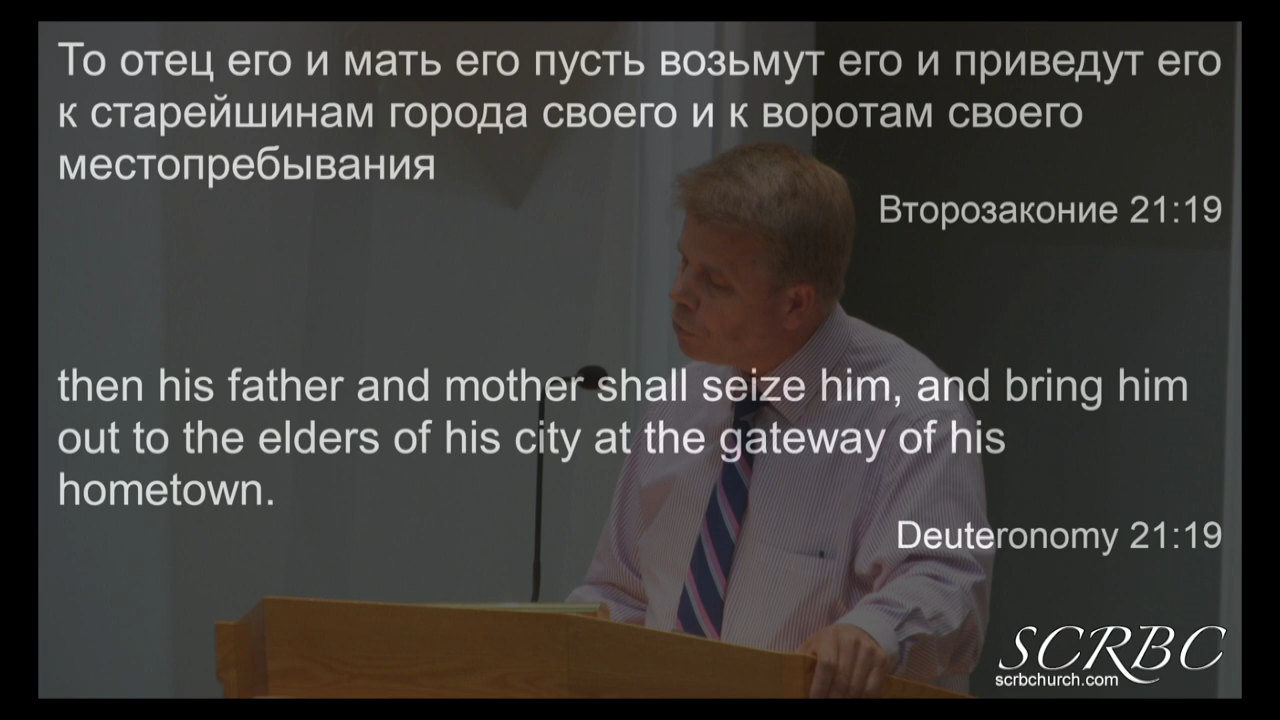 То отец его и мать его пусть возьмут его и приведут его
к старейшинам города своего и к воротам своего
местопребывания
Второзаконие 21:19
then his father and mother shall seize him, and bring him
out to the elders of his city at the gateway of his
hometown.
Deuteronomy 21:19
SCRBC
scrbchurch.com